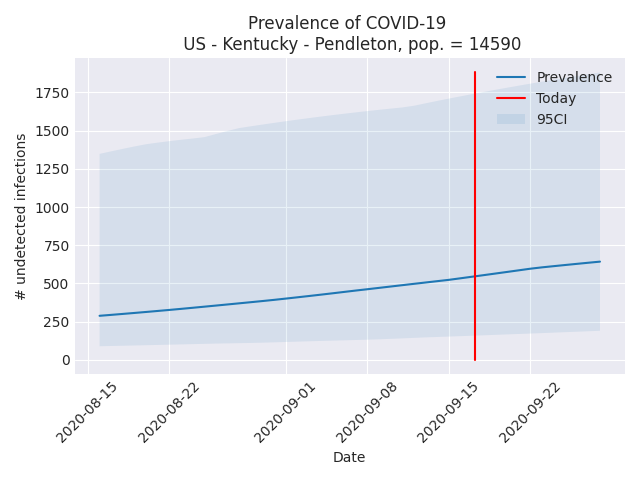 Prevalence of COVID-19
US - Kentucky - Pendleton, pop. = 14590
Prevalence
Today
95CI
# undetected infections
1750
1500
1250
1000
750
500
250
0
2020-08-15
2020-08-22
2020-09-01
2020-09-08
2020-09-15
2020-09-22
Date